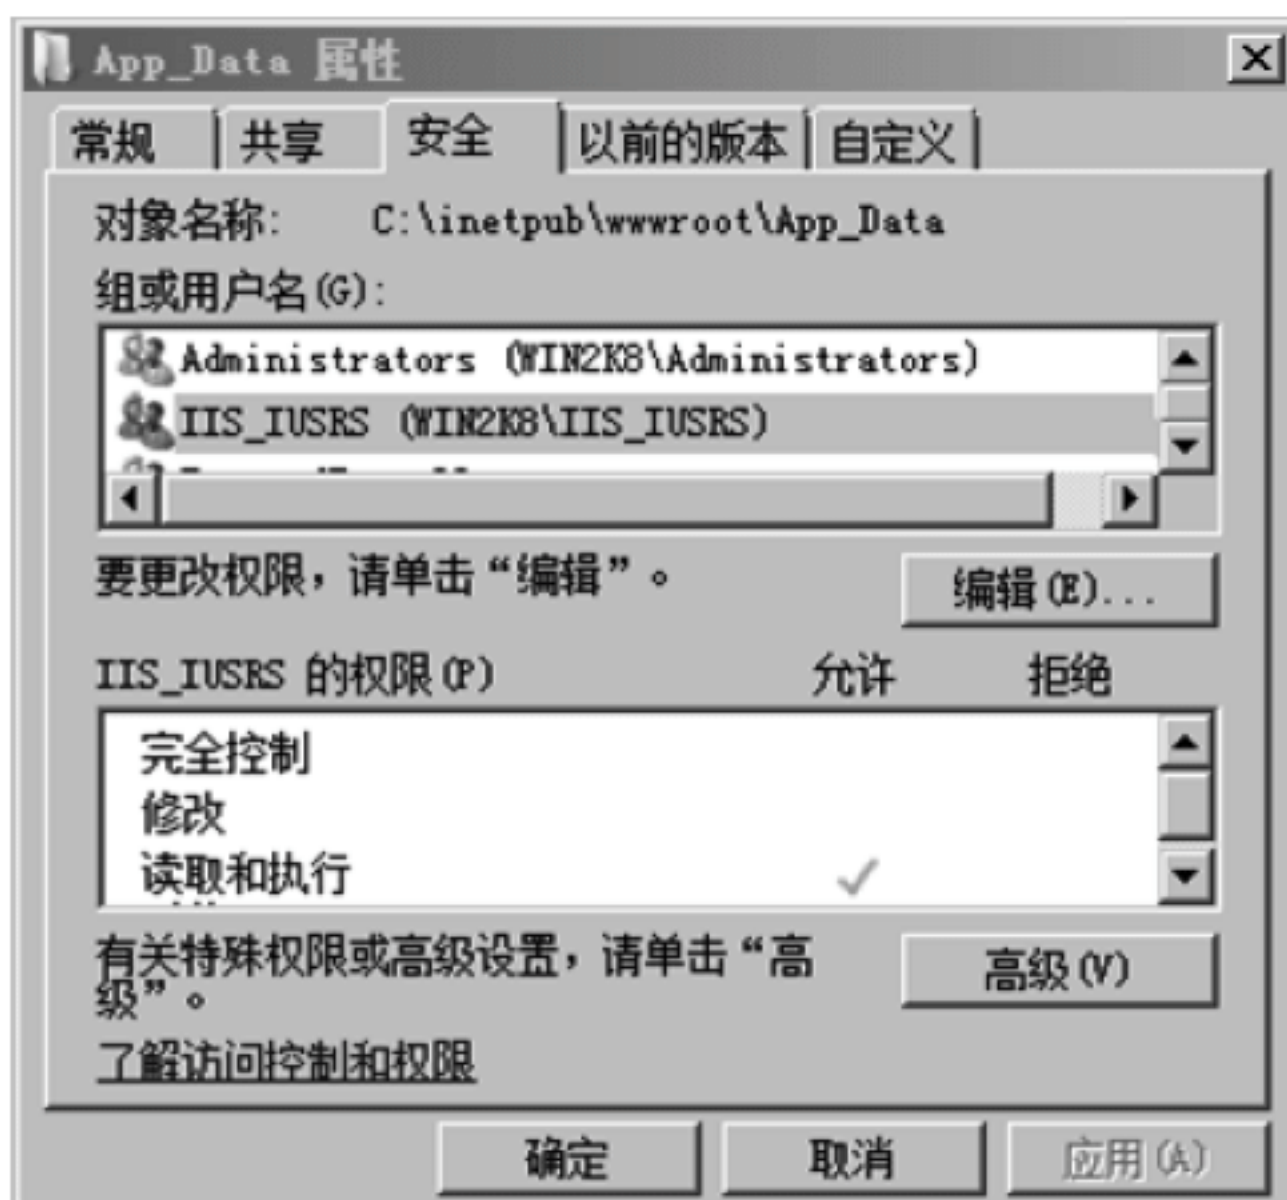 App_Data 属性
常规 共享 安全 以前的版本 自定义
对象名称: C:\inetpub\wwwroot\App_Data
组或用户名(G):
Administrators (WIN2K8\Administrators)
IIS_IUSRS (WIN2K8\IIS_IUSRS)
要更改权限，请单击“编辑”。
编辑(E)...
IIS_IUSRS 的权限(P) 允许 拒绝
完全控制
修改
读取和执行
有关特殊权限或高级设置，请单击“高
级”。
高级(V)
了解访问控制和权限
确定 取消 应用(A)